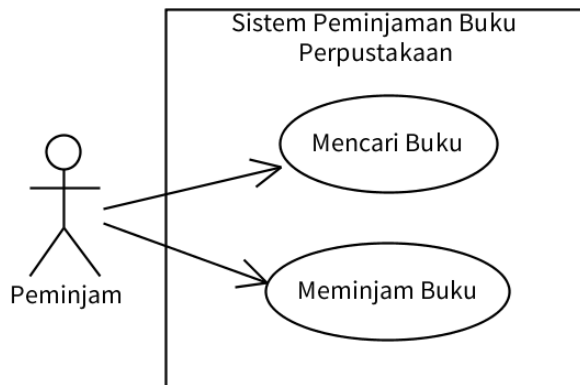 Sistem Peminjaman Buku
Perpustakaan
Mencari Buku
Peminjam
Meminjam Buku